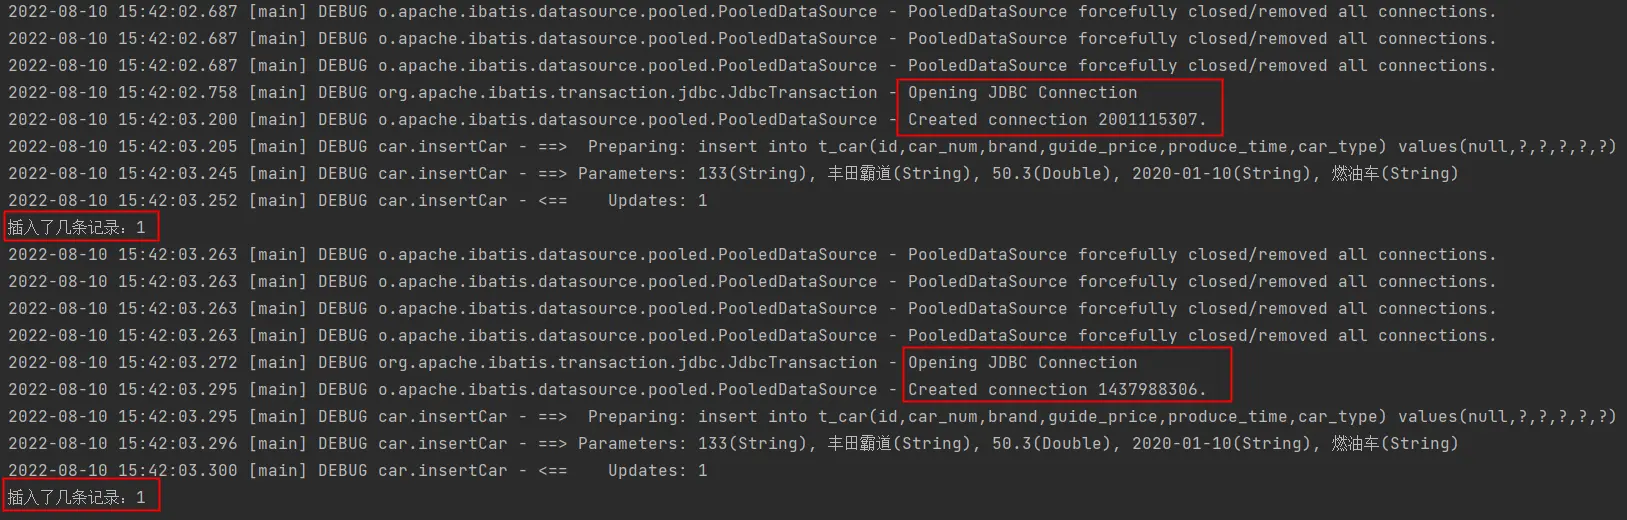 2022-08-10 15:42:02.687 [main] DEBUG o.apache.ibatis.datasource.pooled.PooledDataSource - PooledDataSource forcefully closed/removed all connections.
2022-08-10 15:42:02.687 [main] DEBUG o.apache.ibatis.datasource.pooled.PooledDataSource - PooledDataSource forcefully closed/removed all connections.
2022-08-10 15:42:02.687 [main] DEBUG o.apache.ibatis.datasource.pooled.PooledDataSource - PooledDataSource forcefully closed/removed all connections.
2022-08-10 15:42:02.758 [main] DEBUG org.apache.ibatis.transaction.jdbc.JdbcTransaction - Opening JDBC Connection
2022-08-10 15:42:03.200 [main] DEBUG o.apache.ibatis.datasource.pooled.PooledDataSource - Created connection 2001115307.
2022-08-10 15:42:03.205 [main] DEBUG car.insertCar - ==>  Preparing: insert into t_car(id,car_num,brand,guide_price,produce_time,car_type) values(null,?,?,?,?,?)
2022-08-10 15:42:03.245 [main] DEBUG car.insertCar - ==> Parameters: 133(String), 丰田霸道(String), 50.3(Double), 2020-01-10(String), 燃油车(String)
2022-08-10 15:42:03.252 [main] DEBUG car.insertCar - <==    Updates: 1
插入了几条记录：1
2022-08-10 15:42:03.263 [main] DEBUG o.apache.ibatis.datasource.pooled.PooledDataSource - PooledDataSource forcefully closed/removed all connections.
2022-08-10 15:42:03.263 [main] DEBUG o.apache.ibatis.datasource.pooled.PooledDataSource - PooledDataSource forcefully closed/removed all connections.
2022-08-10 15:42:03.263 [main] DEBUG o.apache.ibatis.datasource.pooled.PooledDataSource - PooledDataSource forcefully closed/removed all connections.
2022-08-10 15:42:03.263 [main] DEBUG o.apache.ibatis.datasource.pooled.PooledDataSource - PooledDataSource forcefully closed/removed all connections.
2022-08-10 15:42:03.272 [main] DEBUG org.apache.ibatis.transaction.jdbc.JdbcTransaction - Opening JDBC Connection
2022-08-10 15:42:03.295 [main] DEBUG o.apache.ibatis.datasource.pooled.PooledDataSource - Created connection 1437988306.
2022-08-10 15:42:03.295 [main] DEBUG car.insertCar - ==>  Preparing: insert into t_car(id,car_num,brand,guide_price,produce_time,car_type) values(null,?,?,?,?,?)
2022-08-10 15:42:03.296 [main] DEBUG car.insertCar - ==> Parameters: 133(String), 丰田霸道(String), 50.3(Double), 2020-01-10(String), 燃油车(String)
2022-08-10 15:42:03.300 [main] DEBUG car.insertCar - <==    Updates: 1
插入了几条记录：1